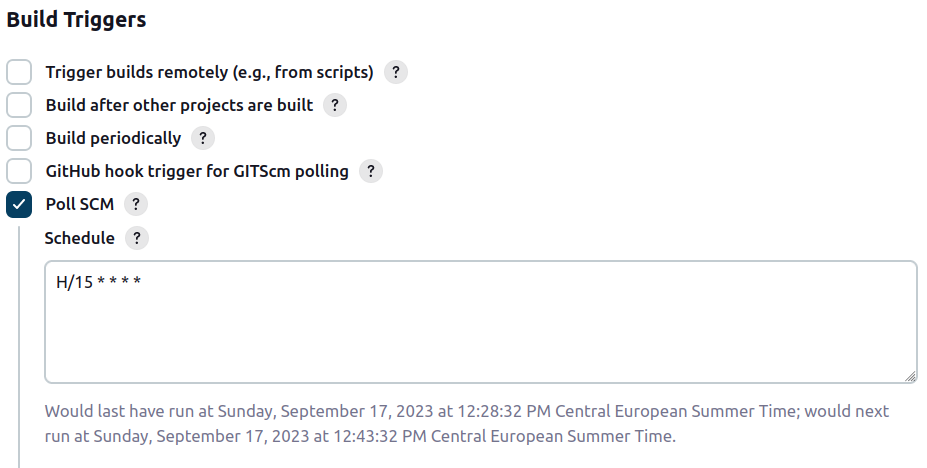 Build Triggers
Trigger builds remotely (e.g., from scripts) ?
Build after other projects are built ?
Build periodically ?
GitHub hook trigger for GITScm polling ?
Poll SCM ?
Schedule ?
H/15 * * * *
Would last have run at Sunday, September 17, 2023 at 12:28:32 PM Central European Summer Time; would next
run at Sunday, September 17, 2023 at 12:43:32 PM Central European Summer Time.